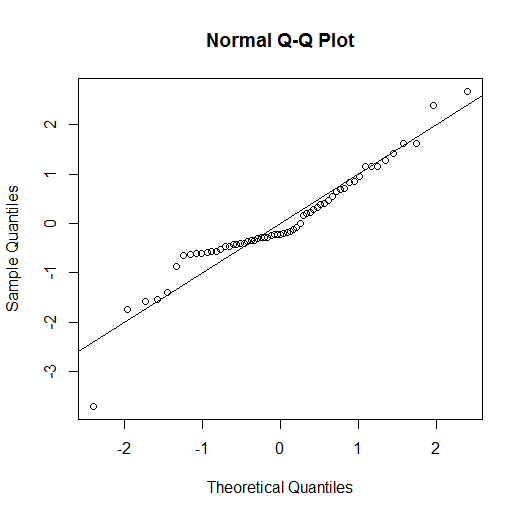 Normal Q-Q Plot
Sample Quantiles
2
1
0
-1
-2
-3
-2 -1 0 1 2
Theoretical Quantiles